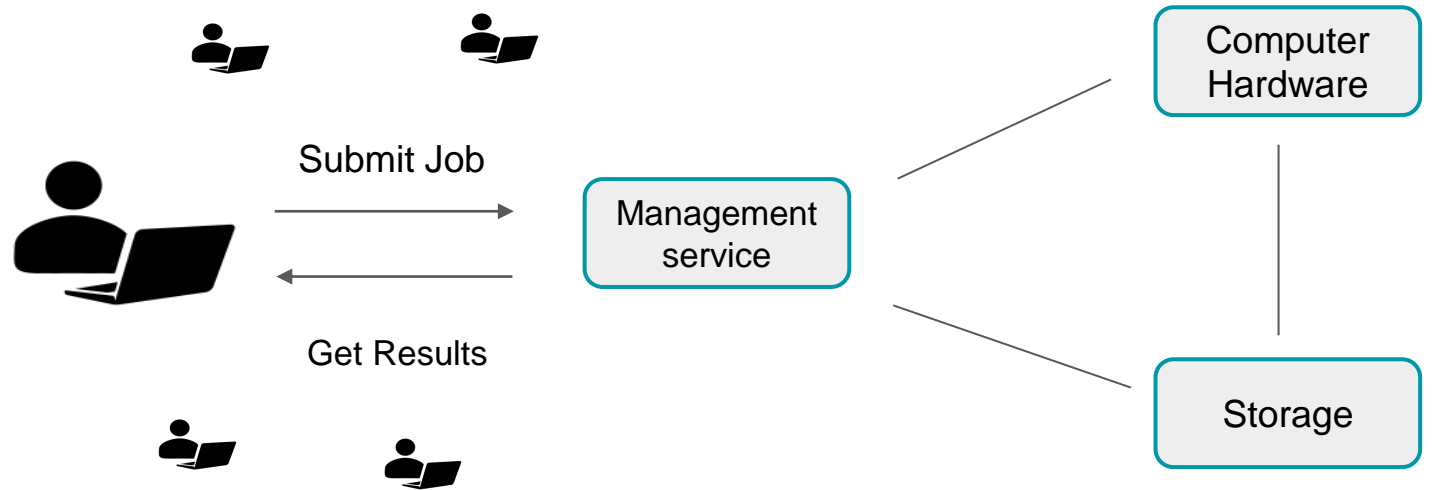 Computer
Hardware
Submit Job
Management
service
Get Results
Storage